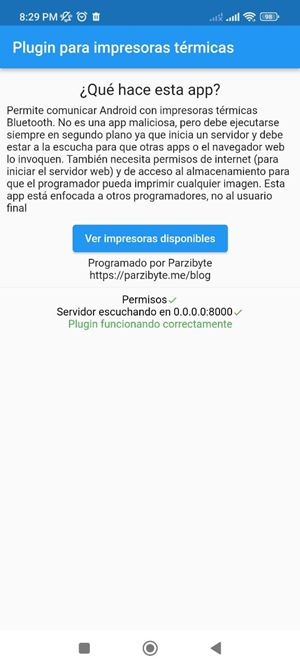 8:29 PM
98
Plugin para impresoras térmicas
¿Qué hace esta app?
Permite comunicar Android con impresoras térmicas
Bluetooth. No es una app maliciosa, pero debe ejecutarse
siempre en segundo plano ya que inicia un servidor y debe
estar a la escucha para que otras apps o el navegador web
lo invoquen. También necesita permisos de internet (para
iniciar el servidor web) y de acceso al almacenamiento para
que el programador pueda imprimir cualquier imagen. Esta
app está enfocada a otros programadores, no al usuario
final
Ver impresoras disponibles
Programado por Parzibyte
https://parzibyte.me/blog
Permisos✓
Servidor escuchando en 0.0.0.0:8000✓
Plugin funcionando correctamente